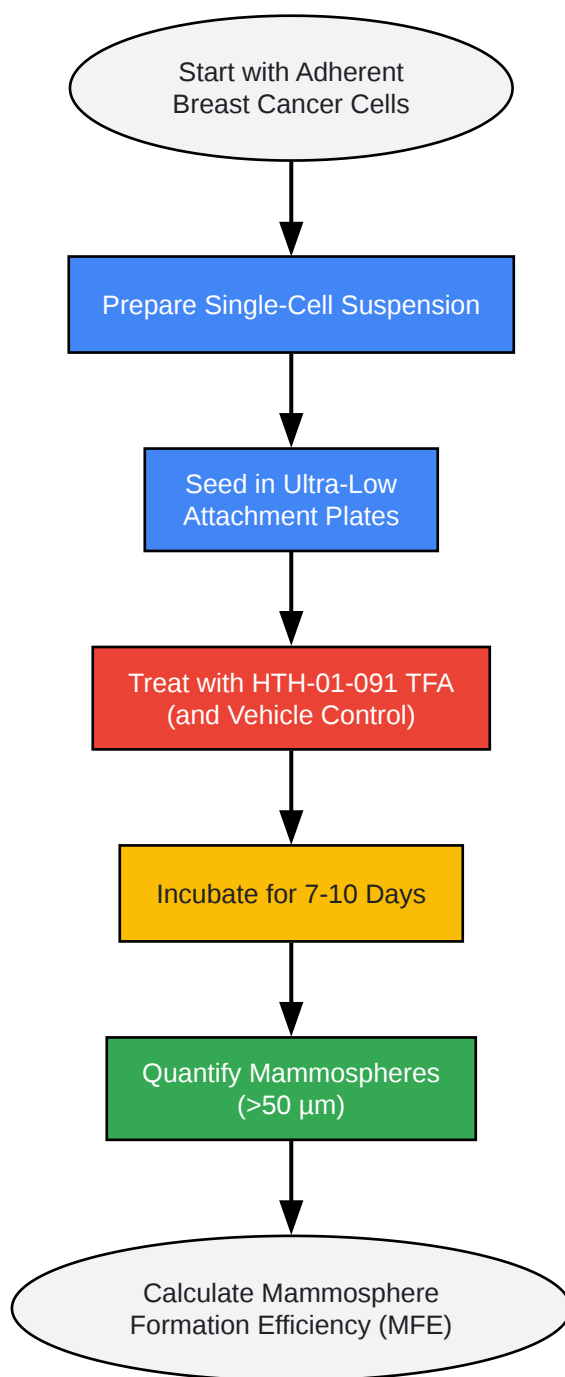 Start with Adherent
Breast Cancer Cells
Prepare Single-Cell Suspension
Seed in Ultra-Low
Attachment Plates
Treat with HTH-01-091 TFA
(and Vehicle Control)
Incubate for 7-10 Days
Quantify Mammospheres
(>50 µm)
Calculate Mammosphere
Formation Efficiency (MFE)